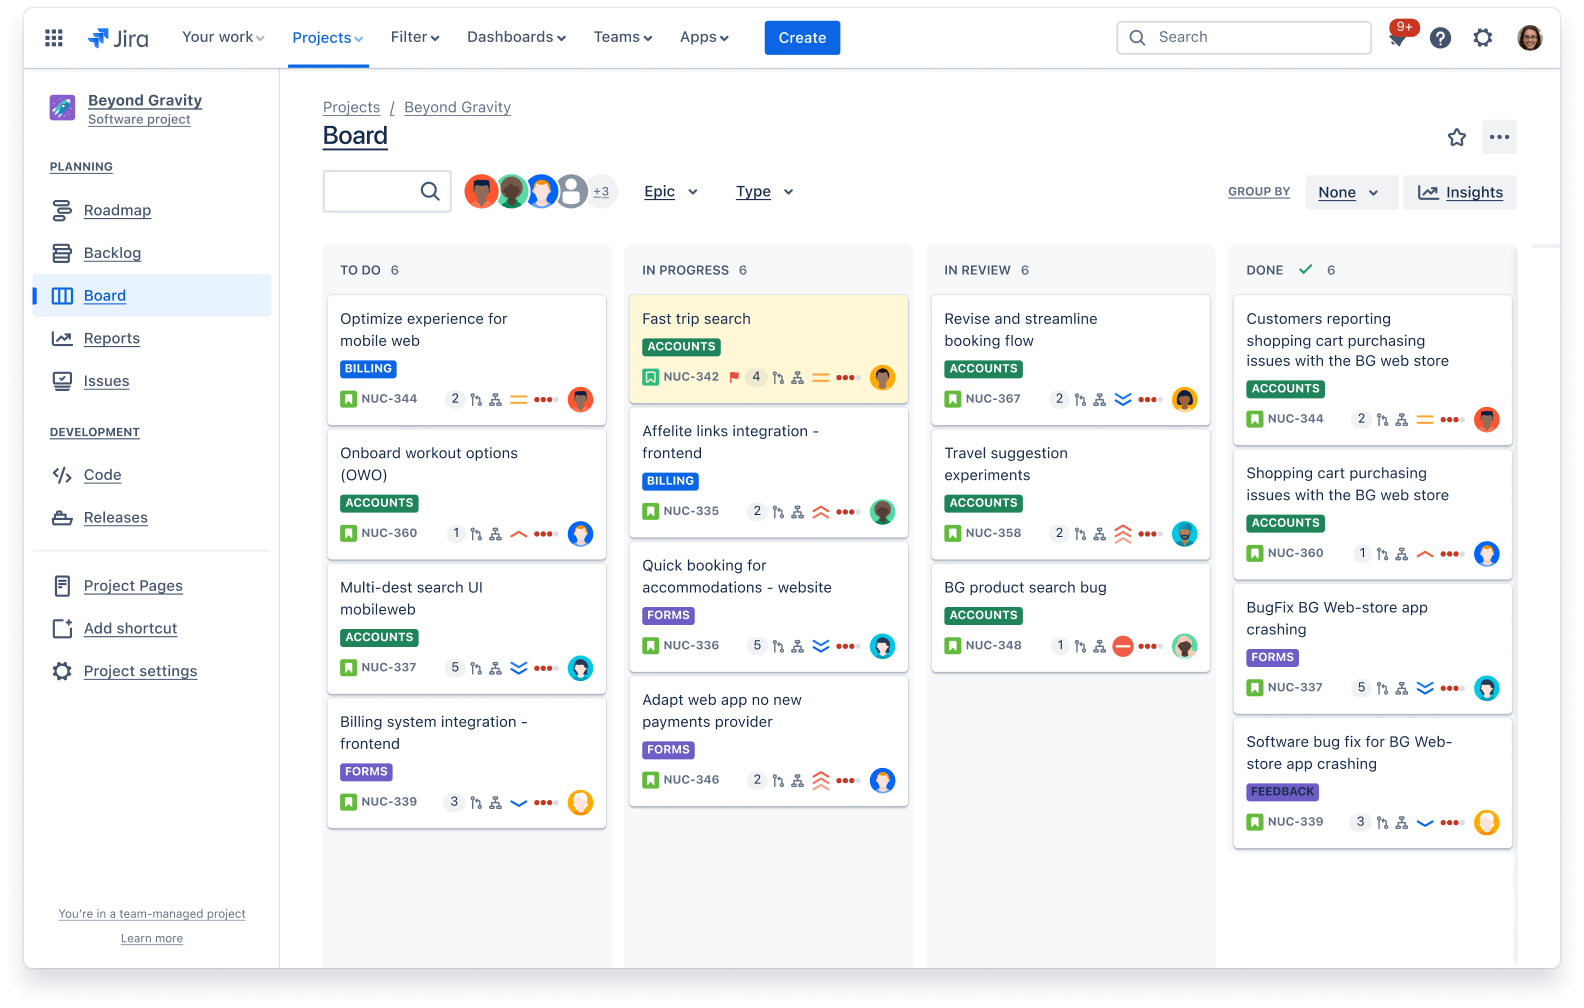 Jira
Your work
Projects
Filter
Dashboards
Teams
Apps
Create
Search
9+
Beyond Gravity
Software project
PLANNING
Roadmap
Backlog
Board
Reports
Issues
DEVELOPMENT
Code
Releases
Project Pages
Add shortcut
Project settings
You're in a team-managed project
Learn more
Projects / Beyond Gravity
Board
+3
Epic
Type
GROUP BY
None
Insights
TO DO 6
Optimize experience for
mobile web
BILLING
NUC-344 2
Onboard workout options
(OWO)
ACCOUNTS
NUC-360 1
Multi-dest search UI
mobileweb
ACCOUNTS
NUC-337 5
Billing system integration -
frontend
FORMS
NUC-339 3
IN PROGRESS 6
Fast trip search
ACCOUNTS
NUC-342 4
Affelite links integration -
frontend
BILLING
NUC-335 2
Quick booking for
accommodations - website
FORMS
NUC-336 5
Adapt web app no new
payments provider
FORMS
NUC-346 2
IN REVIEW 6
Revise and streamline
booking flow
ACCOUNTS
NUC-367 2
Travel suggestion
experiments
ACCOUNTS
NUC-358 2
BG product search bug
ACCOUNTS
NUC-348 1
DONE 6
Customers reporting
shopping cart purchasing
issues with the BG web store
ACCOUNTS
NUC-344 2
Shopping cart purchasing
issues with the BG web store
ACCOUNTS
NUC-360 1
BugFix BG Web-store app
crashing
FORMS
NUC-337 5
Software bug fix for BG Web-
store app crashing
FEEDBACK
NUC-339 3